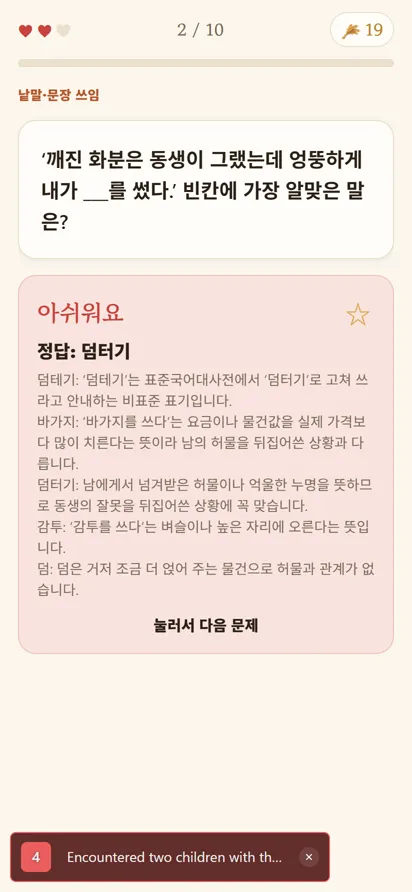 2 / 10
19
낱말·문장 쓰임
‘깨진 화분은 동생이 그랬는데 엉뚱하게
내가 ___를 썼다.’ 빈칸에 가장 알맞은 말
은?
아쉬워요
정답: 덤터기
덤테기: ‘덤테기’는 표준국어대사전에서 ‘덤터기’로 고쳐 쓰
라고 안내하는 비표준 표기입니다.
바가지: ‘바가지를 쓰다’는 요금이나 물건값을 실제 가격보
다 많이 치른다는 뜻이라 남의 허물을 뒤집어쓴 상황과 다
릅니다.
덤터기: 남에게서 넘겨받은 허물이나 억울한 누명을 뜻하므
로 동생의 잘못을 뒤집어쓴 상황에 꼭 맞습니다.
감투: ‘감투를 쓰다’는 벼슬이나 높은 자리에 오른다는 뜻입
니다.
덤: 덤은 거저 조금 더 얹어 주는 물건으로 허물과 관계가 없
습니다.
눌러서 다음 문제
4 Encountered two children with th...